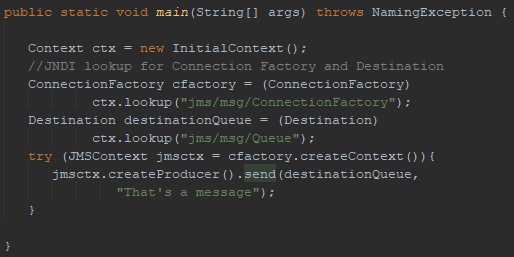 public static void main(String[] args) throws NamingException {
Context ctx = new InitialContext();
//JNDI lookup for Connection Factory and Destination
ConnectionFactory cfactory = (ConnectionFactory)
ctx.lookup("jms/msg/ConnectionFactory");
Destination destinationQueue = (Destination)
ctx.lookup("jms/msg/Queue");
try (JMSContext jmsctx = cfactory.createContext()){
jmsctx.createProducer().send(destinationQueue,
"That's a message");
}
}